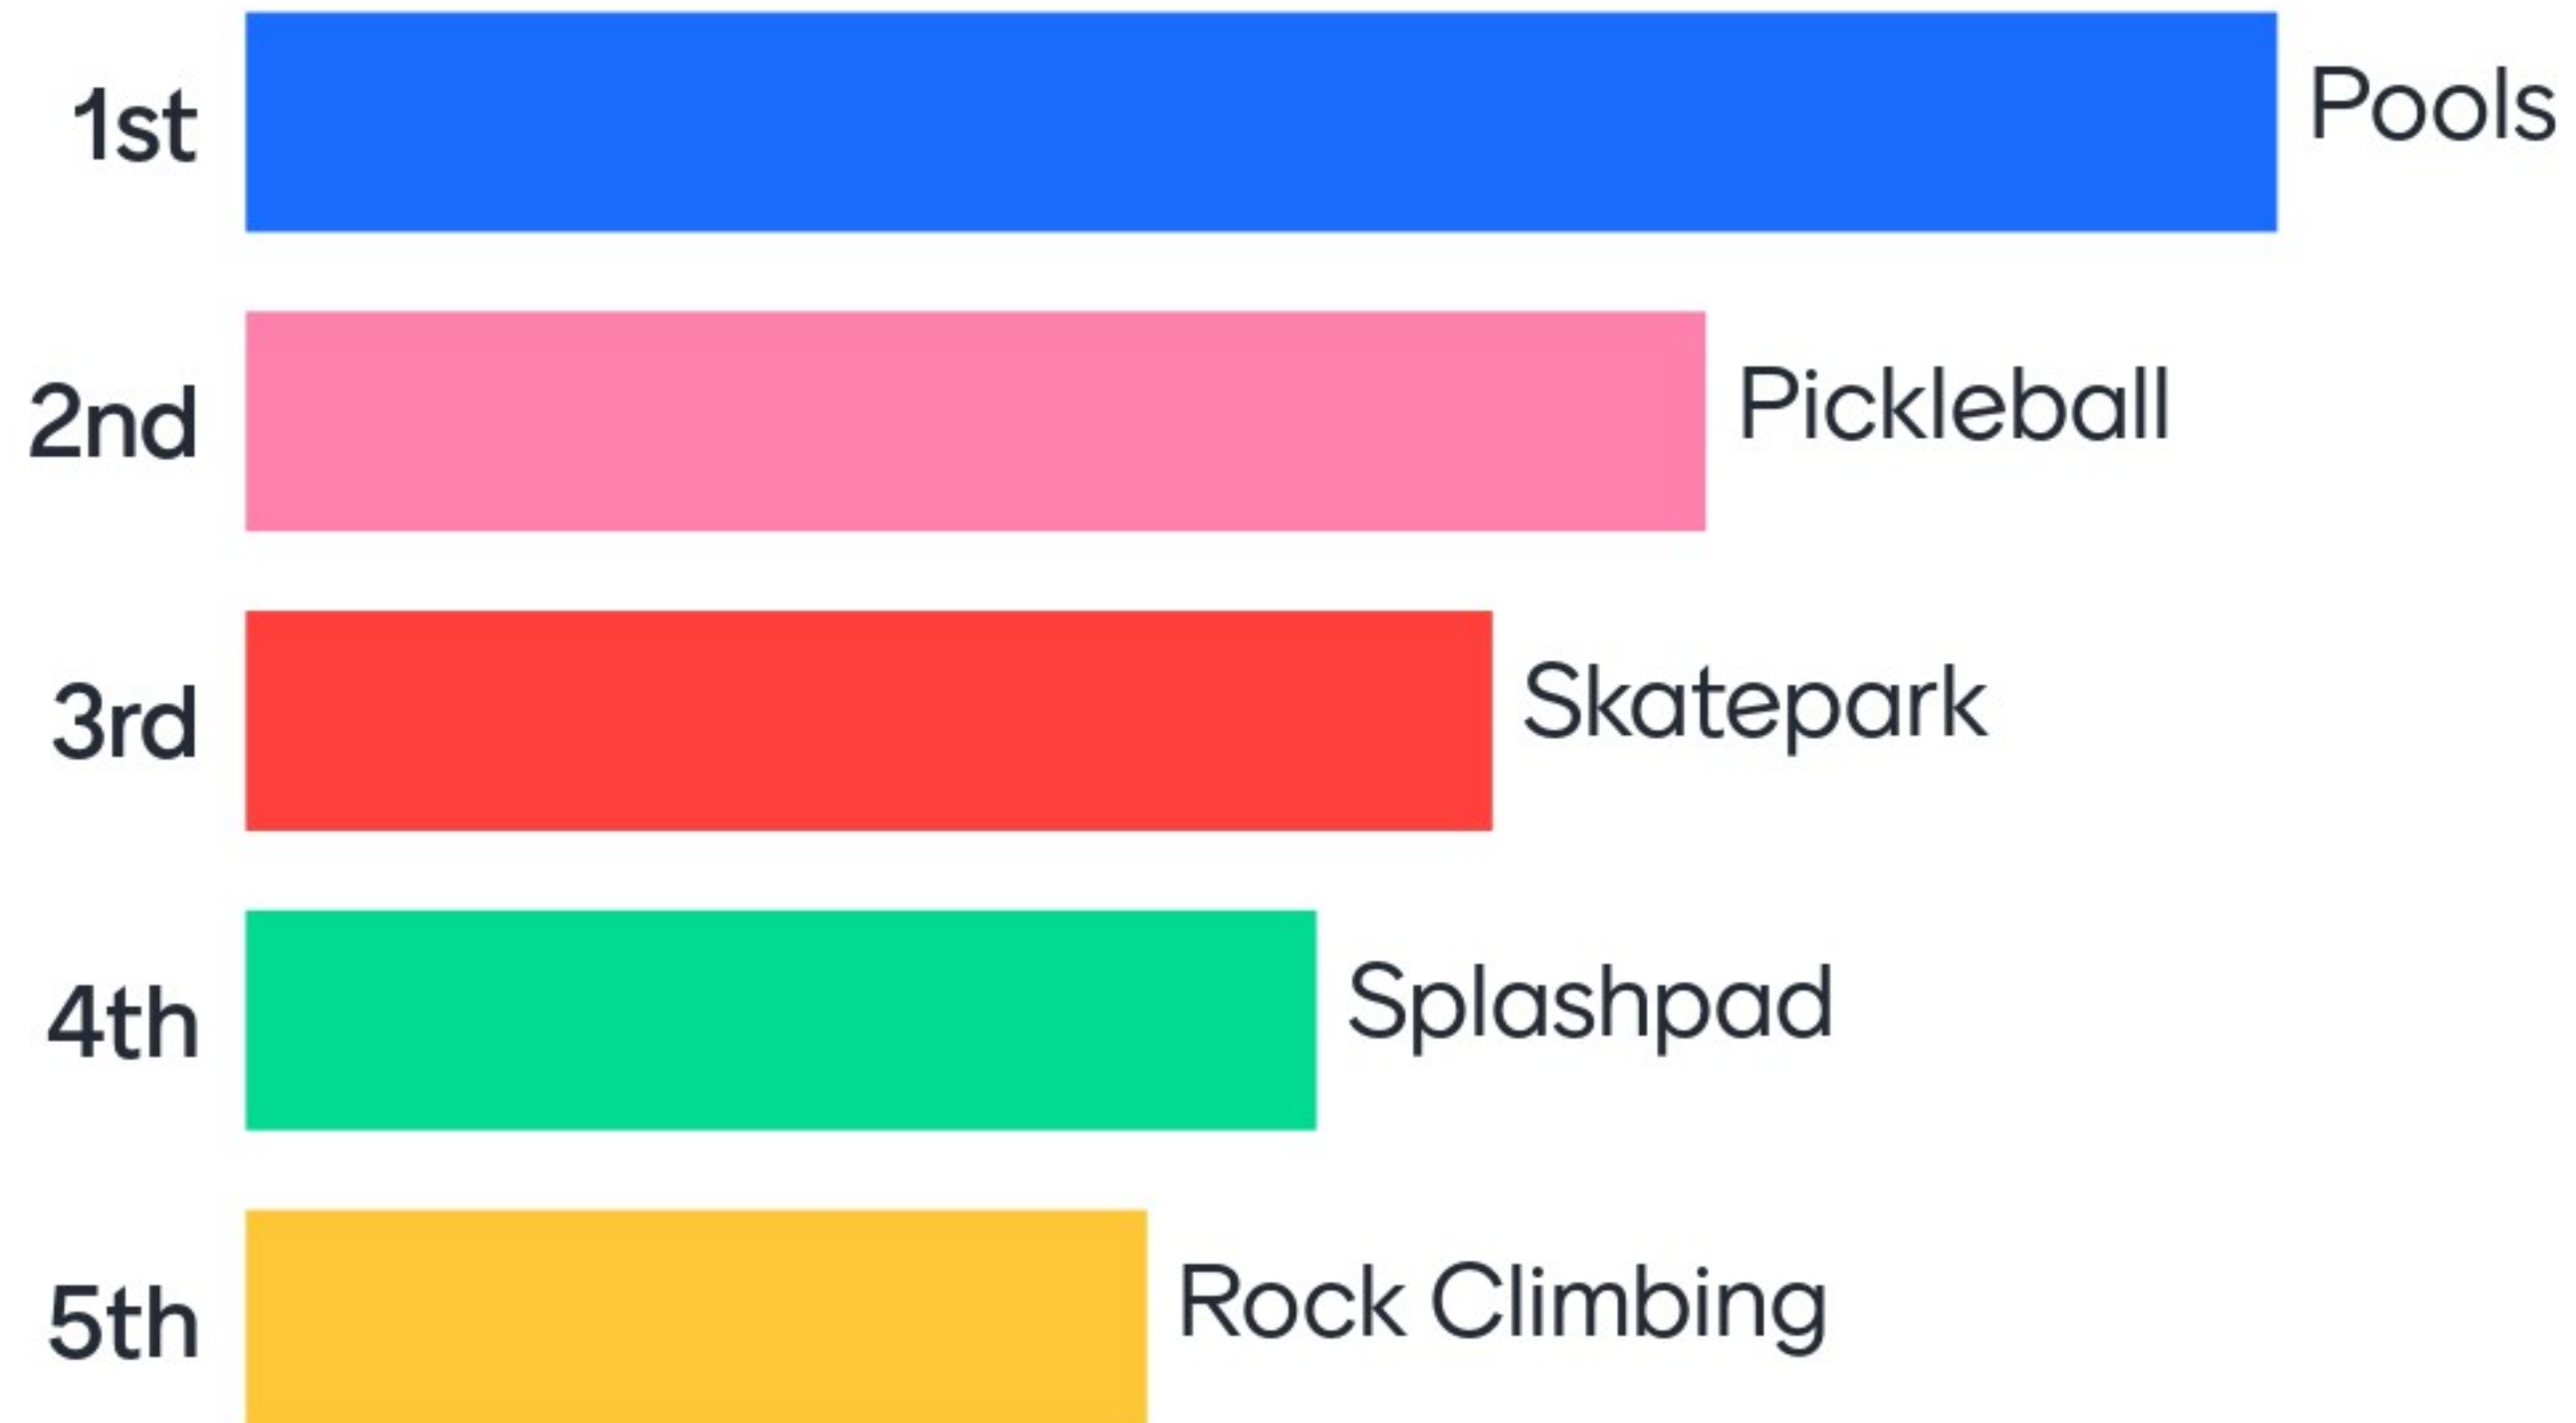 1st Pools
2nd Pickleball
3rd Skatepark
4th Splashpad
5th Rock Climbing